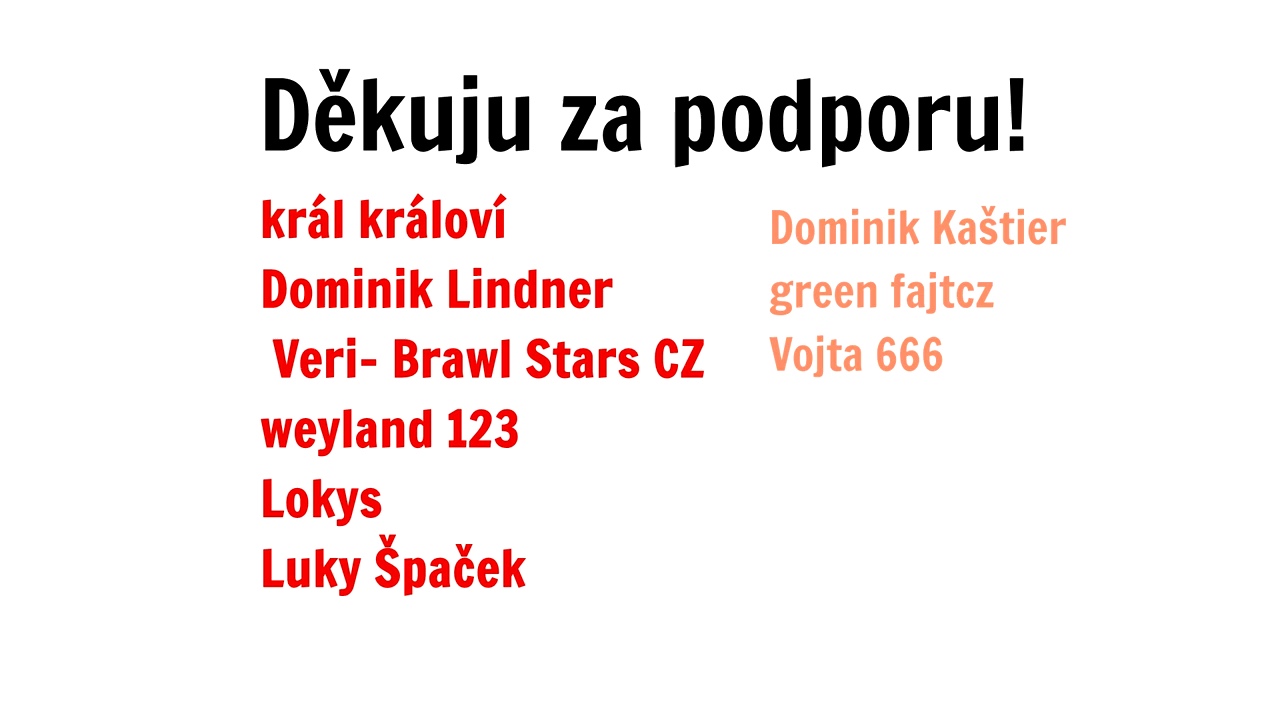 Děkuju za podporu!
král královí
Dominik Lindner
Veri- Brawl Stars CZ
weyland 123
Lokys
Luky Špaček
Dominik Kaštier
green fajtcz
Vojta 666